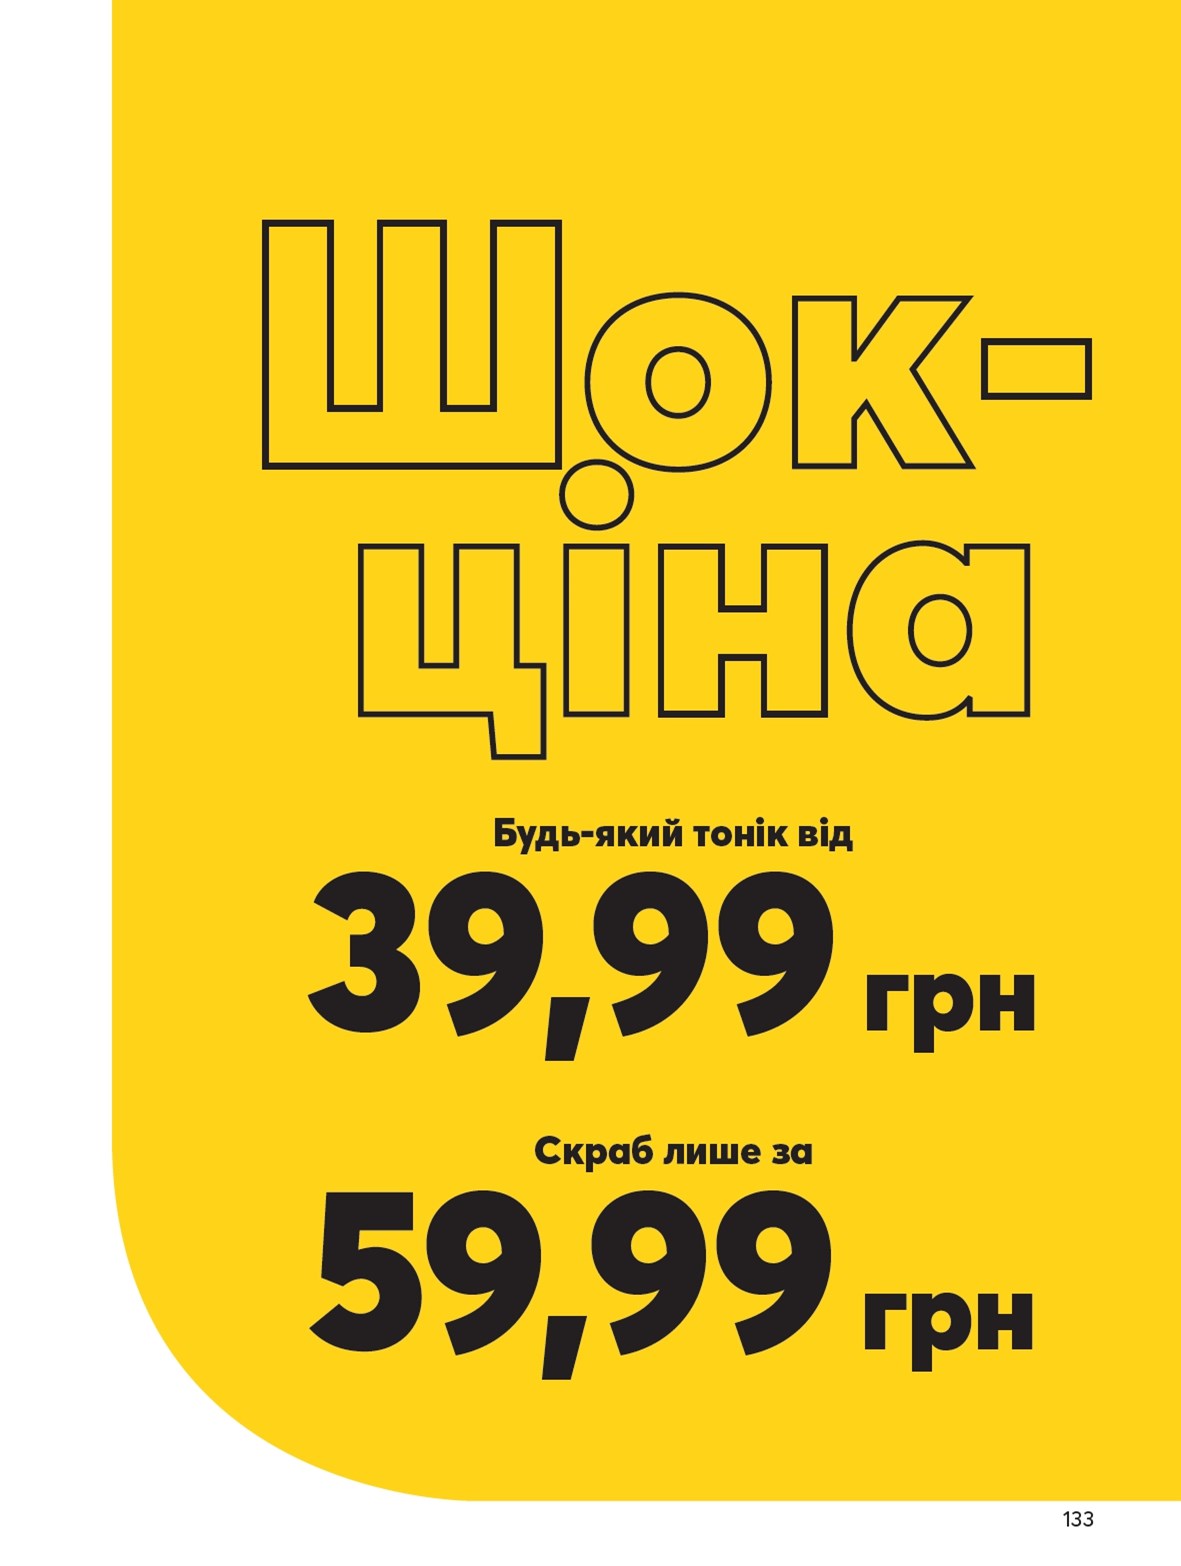 Шок-
ціна
Будь-який тонік від
39,99 грн
Скраб лише за
59,99 грн
133